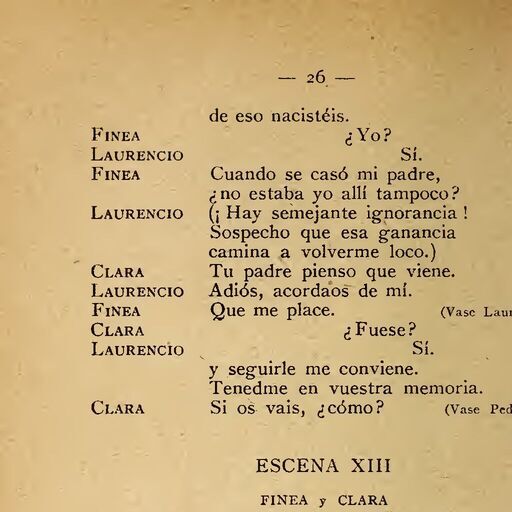 — 26 —
de eso nacistéis.
FINEA ¿Yo?
LAURENCIO Sí.
FINEA Cuando se casó mi padre,
¿no estaba yo allí tampoco?
LAURENCIO (¡ Hay semejante ignorancia !
Sospecho que esa ganancia
camina a volverme loco.)
CLARA Tu padre pienso que viene.
LAURENCIO Adiós, acordaos de mí.
FINEA Que me place. (Vase Laur
CLARA ¿Fuese?
LAURENCIO Sí.
y seguirle me conviene.
Tenedme en vuestra memoria.
CLARA Si os vais, ¿cómo? (Vase Ped
ESCENA XIII
FINEA y CLARA